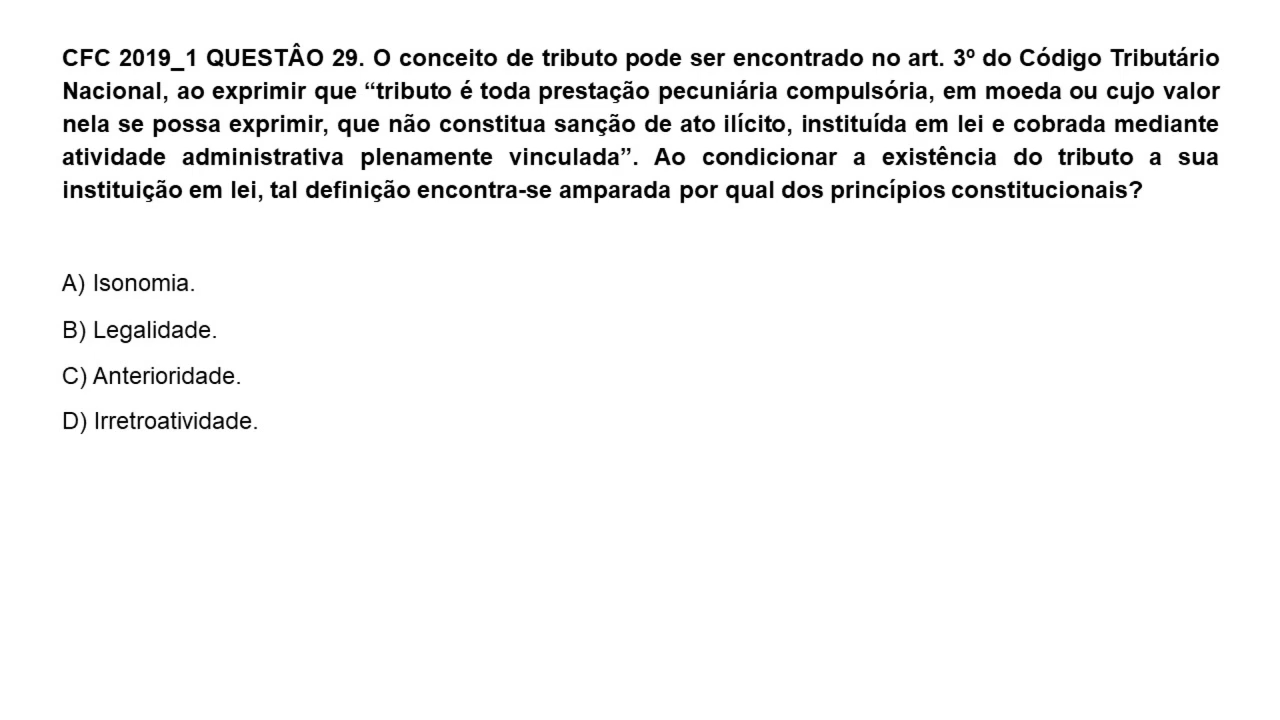 CFC 2019_1 QUESTÂO 29. O conceito de tributo pode ser encontrado no art. 3º do Código Tributário
Nacional, ao exprimir que “tributo é toda prestação pecuniária compulsória, em moeda ou cujo valor
nela se possa exprimir, que não constitua sanção de ato ilícito, instituída em lei e cobrada mediante
atividade administrativa plenamente vinculada”. Ao condicionar a existência do tributo a sua
instituição em lei, tal definição encontra-se amparada por qual dos princípios constitucionais?
A) Isonomia.
B) Legalidade.
C) Anterioridade.
D) Irretroatividade.